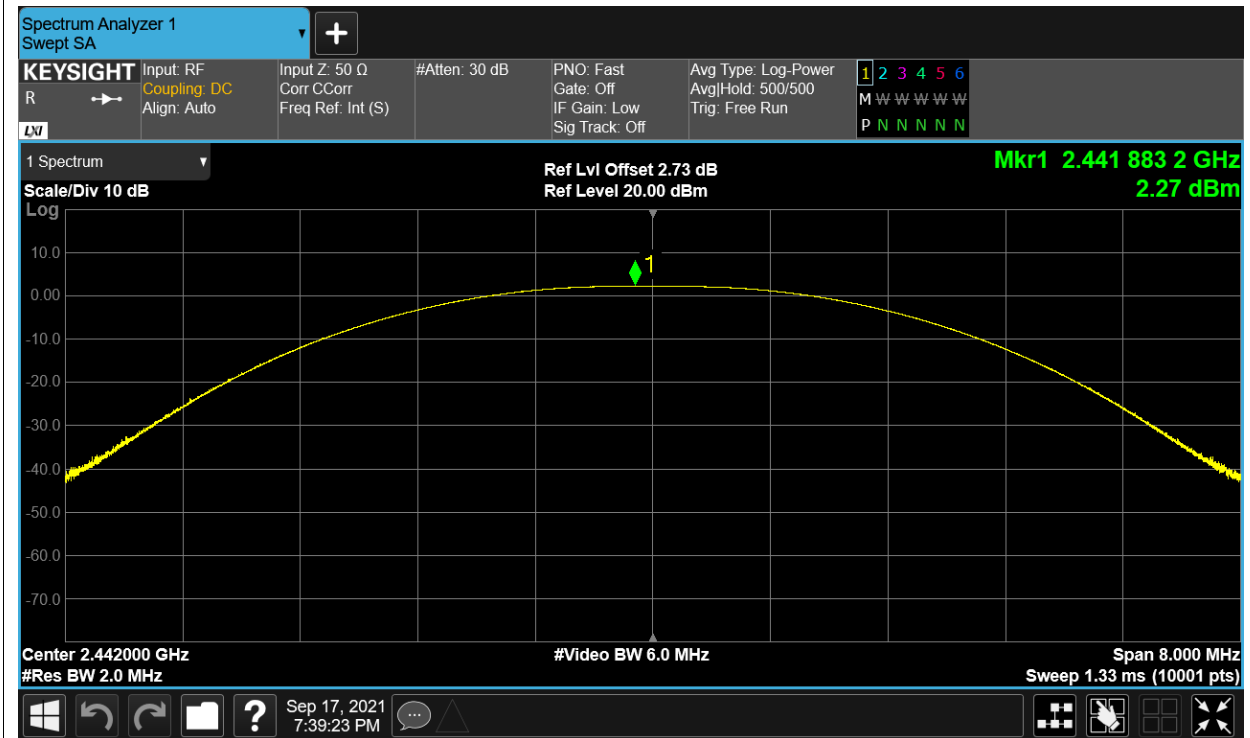 Spectrum Analyzer 1
Swept SA
+
KEYSIGHT
R
LXI
Input: RF
Coupling: DC
Align: Auto
Input Z: 50 Ω
Corr CCorr
Freq Ref: Int (S)
#Atten: 30 dB
PNO: Fast
Gate: Off
IF Gain: Low
Sig Track: Off
Avg Type: Log-Power
Avg|Hold: 500/500
Trig: Free Run
1 2 3 4 5 6
M W W W W W
P N N N N N
1 Spectrum
Scale/Div 10 dB
Log
Ref Lvl Offset 2.73 dB
Ref Level 20.00 dBm
Mkr1 2.441 883 2 GHz
2.27 dBm
1
10.0
0.00
-10.0
-20.0
-30.0
-40.0
-50.0
-60.0
-70.0
Center 2.442000 GHz
#Res BW 2.0 MHz
#Video BW 6.0 MHz
Span 8.000 MHz
Sweep 1.33 ms (10001 pts)
?
Sep 17, 2021
7:39:23 PM